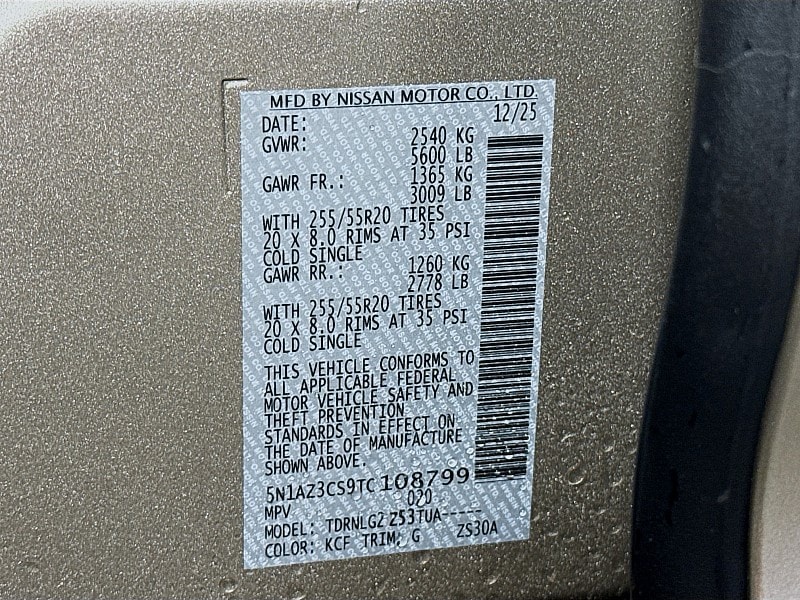 MFD BY NISSAN MOTOR CO., LTD.
DATE: 12/25
GVWR: 2540 KG
5600 LB
GAWR FR.: 1365 KG
3009 LB
WITH 255/55R20 TIRES
20 X 8.0 RIMS AT 35 PSI
COLD SINGLE
GAWR RR.: 1260 KG
2778 LB
WITH 255/55R20 TIRES
20 X 8.0 RIMS AT 35 PSI
COLD SINGLE
THIS VEHICLE CONFORMS TO
ALL APPLICABLE FEDERAL
MOTOR VEHICLE SAFETY AND
THEFT PREVENTION
STANDARDS IN EFFECT ON
THE DATE OF MANUFACTURE
SHOWN ABOVE.
5N1AZ3CS9TC108799
MPV 020
MODEL: TDRNLG2 Z53TUA-----
COLOR: KCF TRIM: G ZS30A